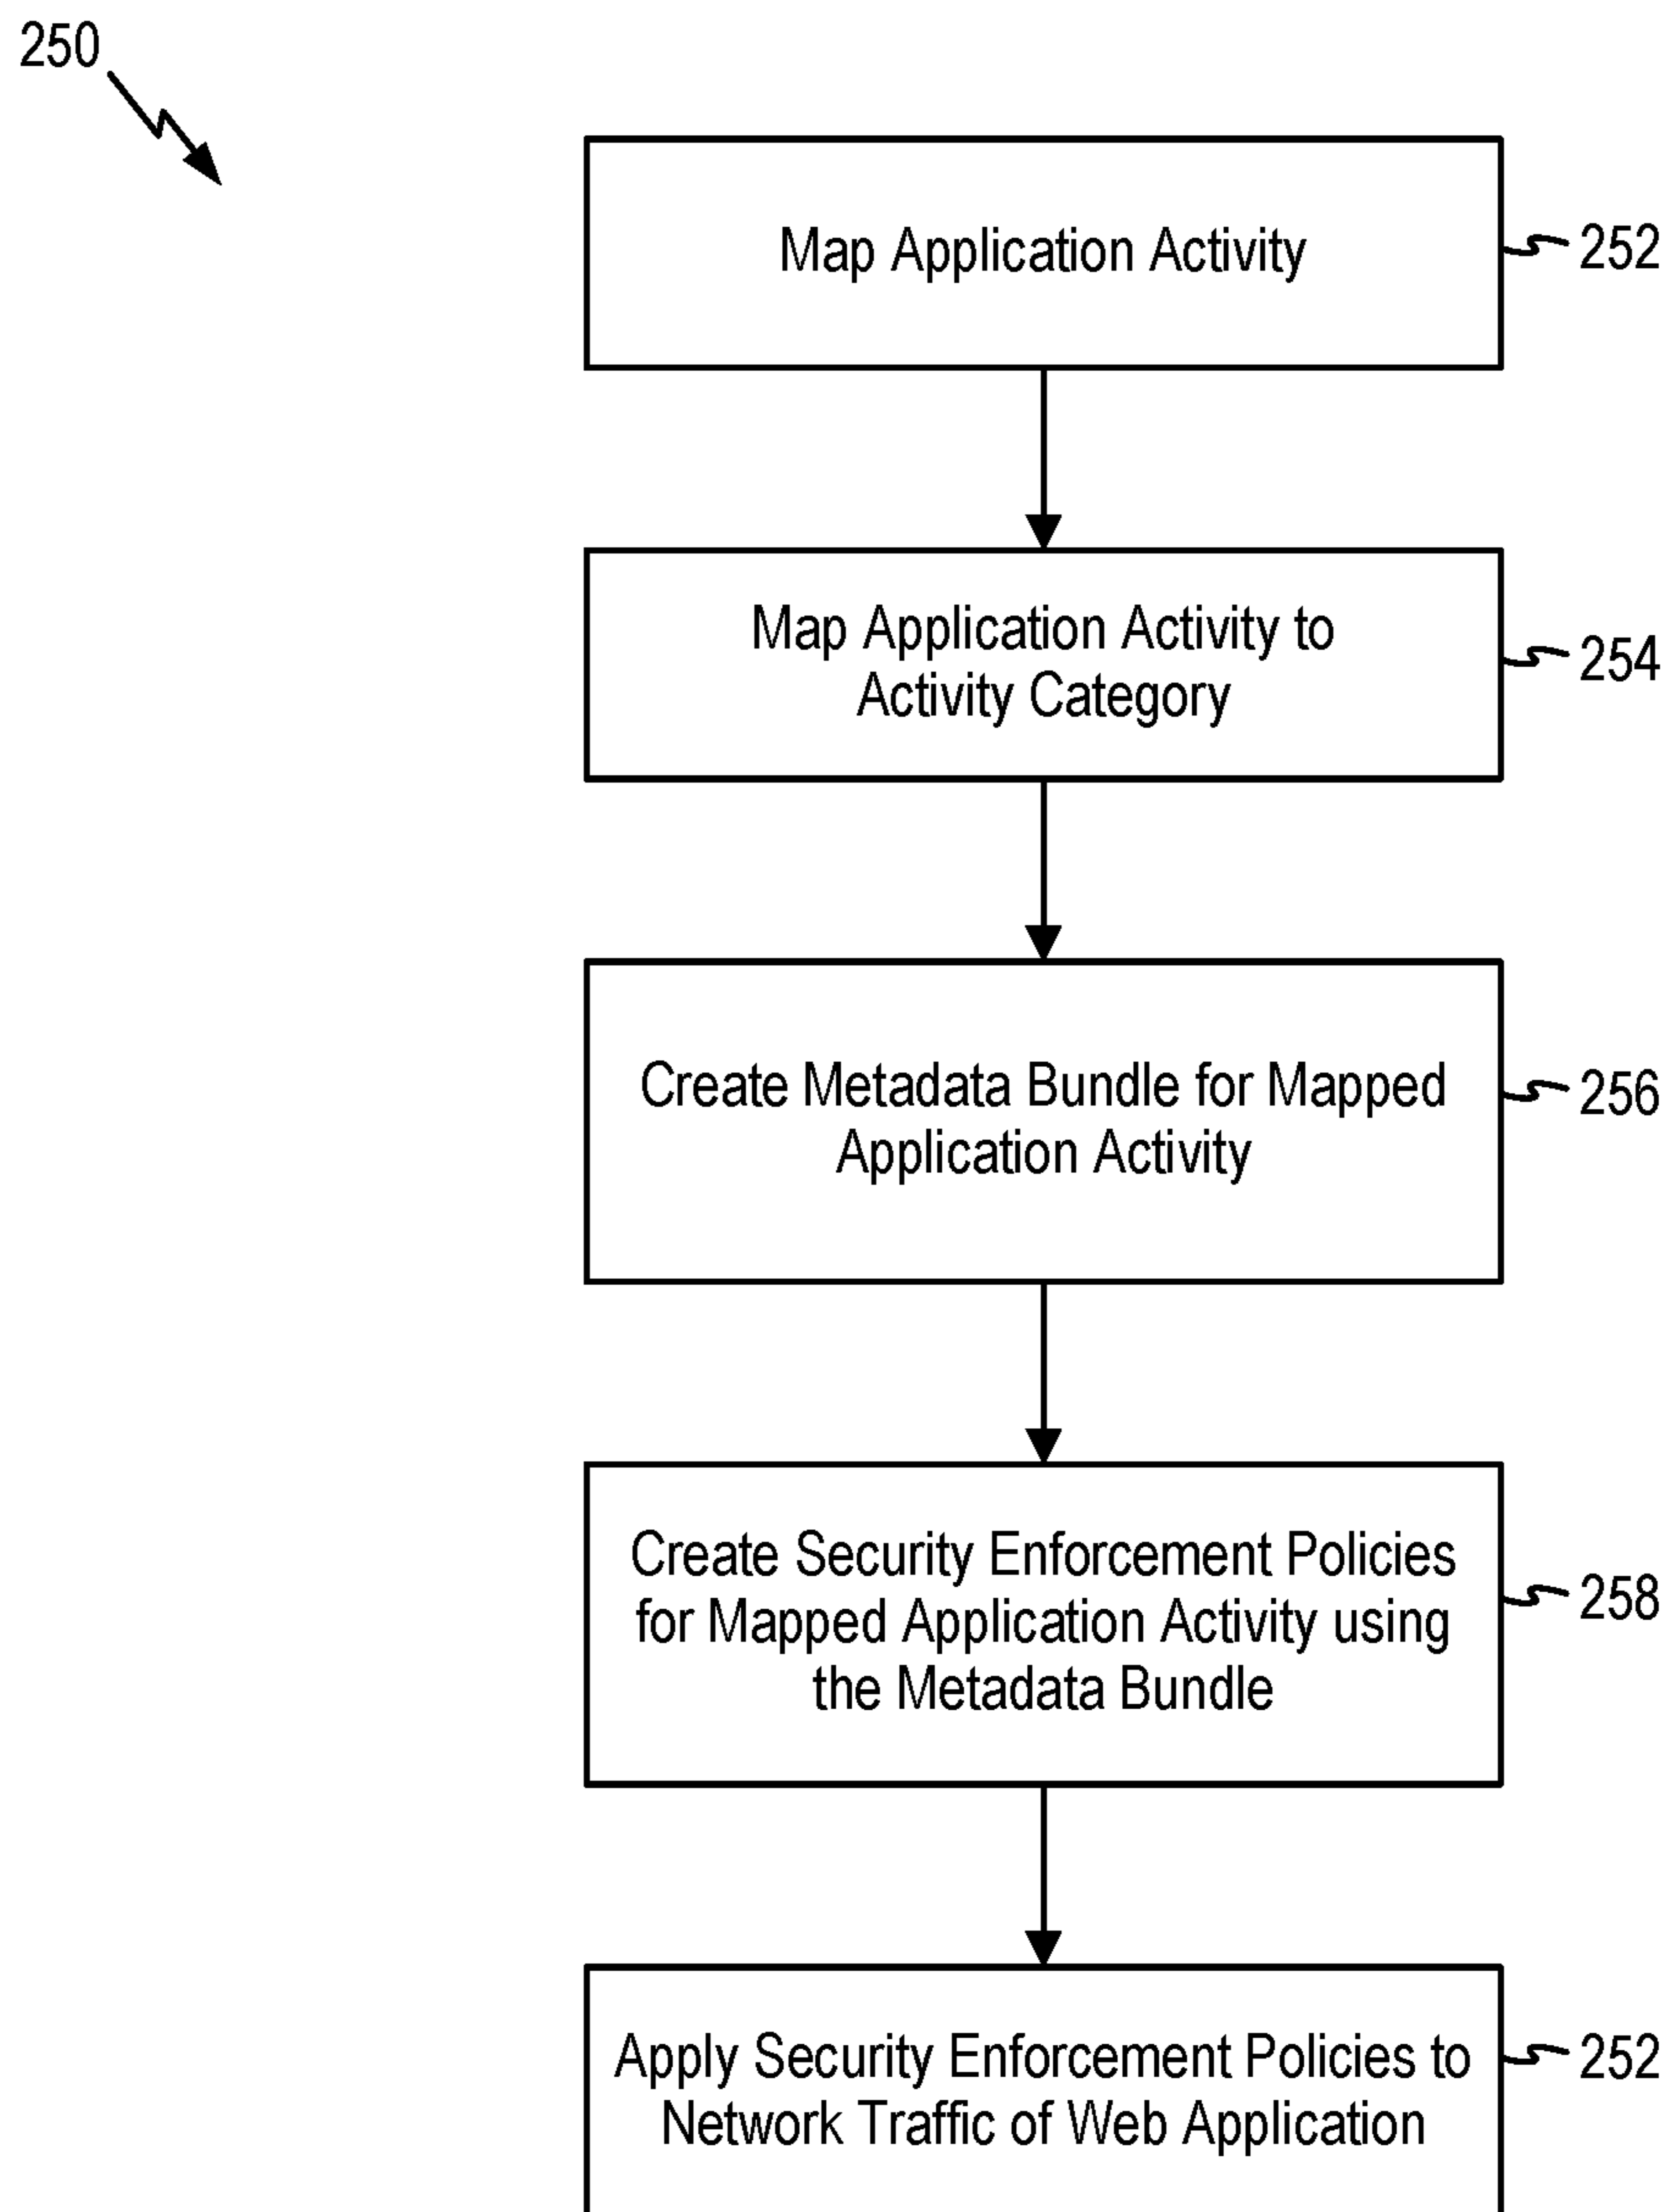 250
Map Application Activity
252
Map Application Activity to
Activity Category
254
Create Metadata Bundle for Mapped
Application Activity
256
Create Security Enforcement Policies
for Mapped Application Activity using
the Metadata Bundle
258
Apply Security Enforcement Policies to
Network Traffic of Web Application
252